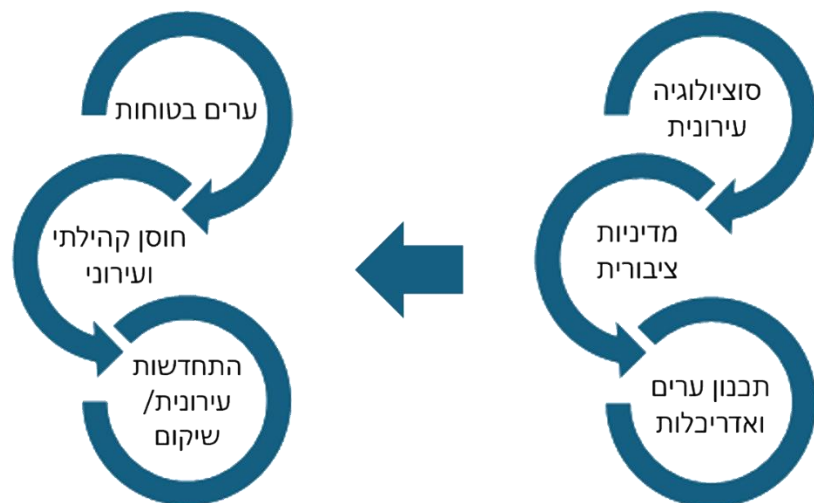 סוציולוגיה
עירונית
מדיניות
ציבורית
תכנון ערים
ואדריכלות
ערים בטוחות
חוסן קהילתי
ועירוני
התחדשות
עירונית/
שיקום